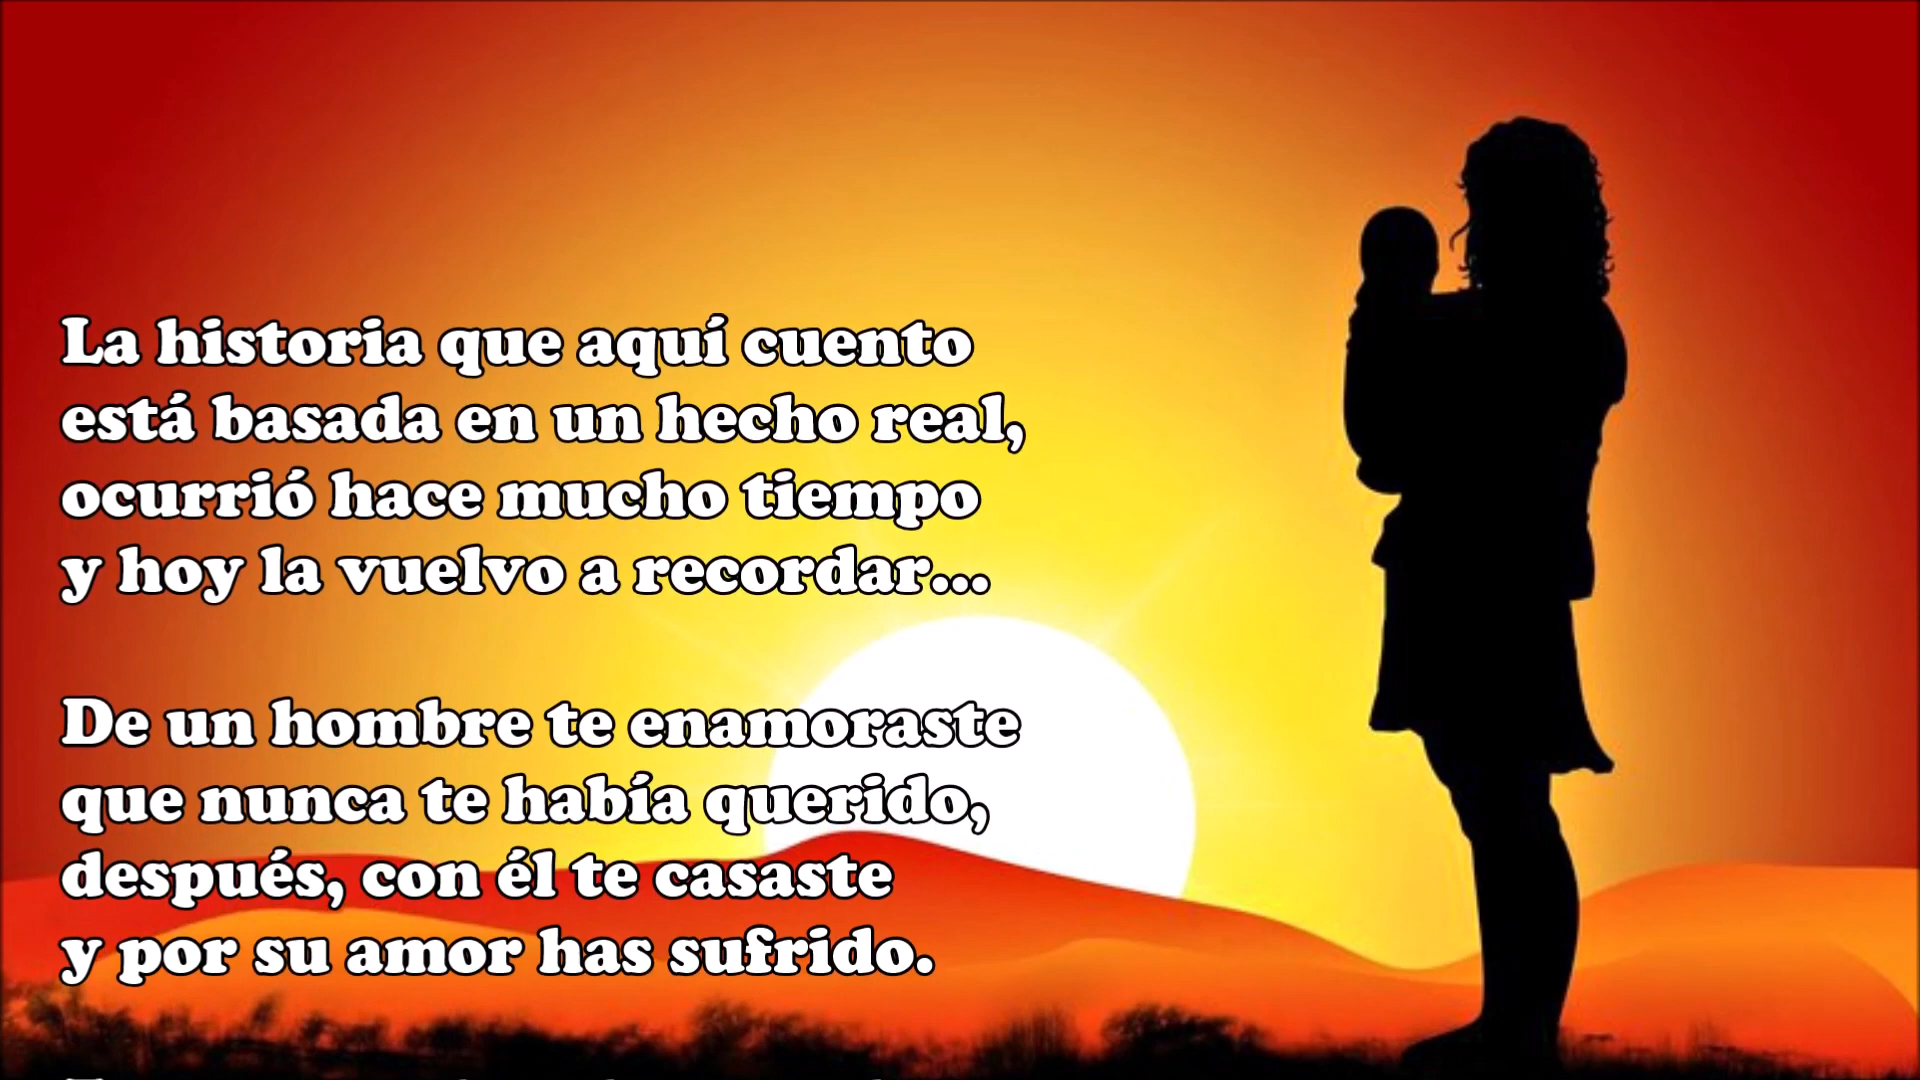 La historia que aquí cuento
está basada en un hecho real,
ocurrió hace mucho tiempo
y hoy la vuelvo a recordar...
De un hombre te enamoraste
que nunca te había querido,
después, con él te casaste
y por su amor has sufrido.